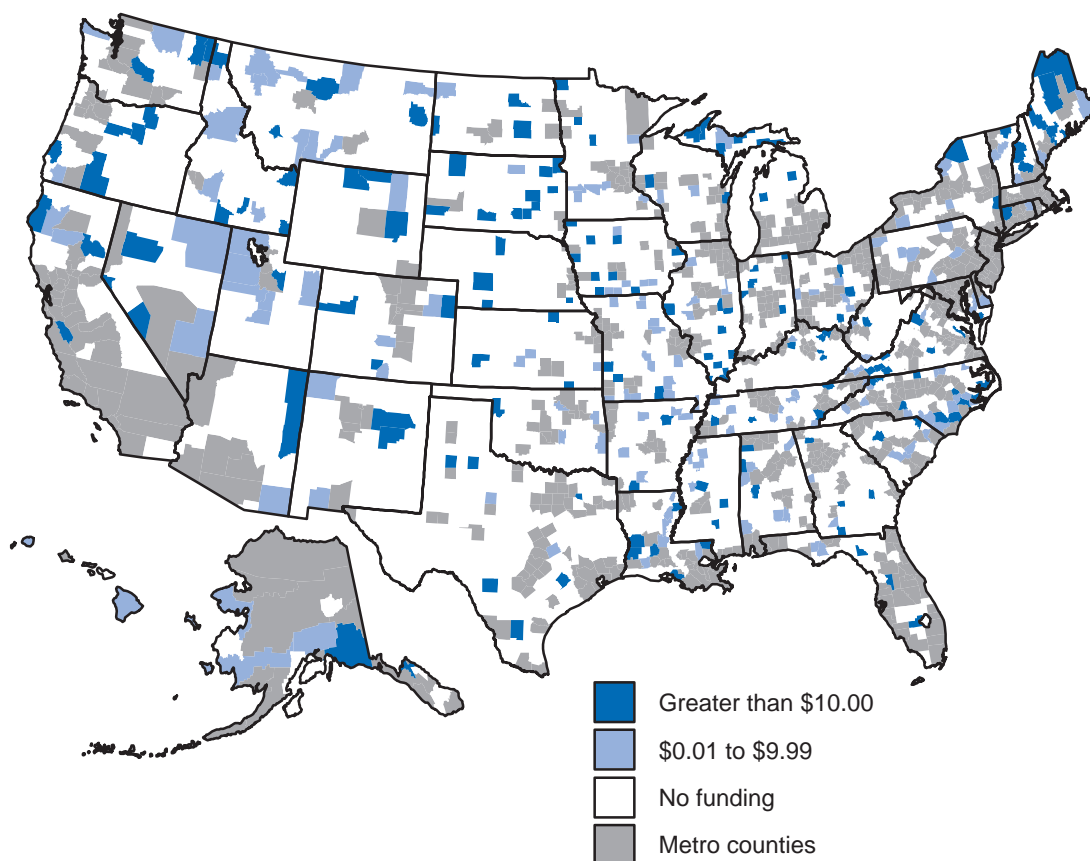 Greater than $10.00
$0.01 to $9.99
No funding
Metro counties